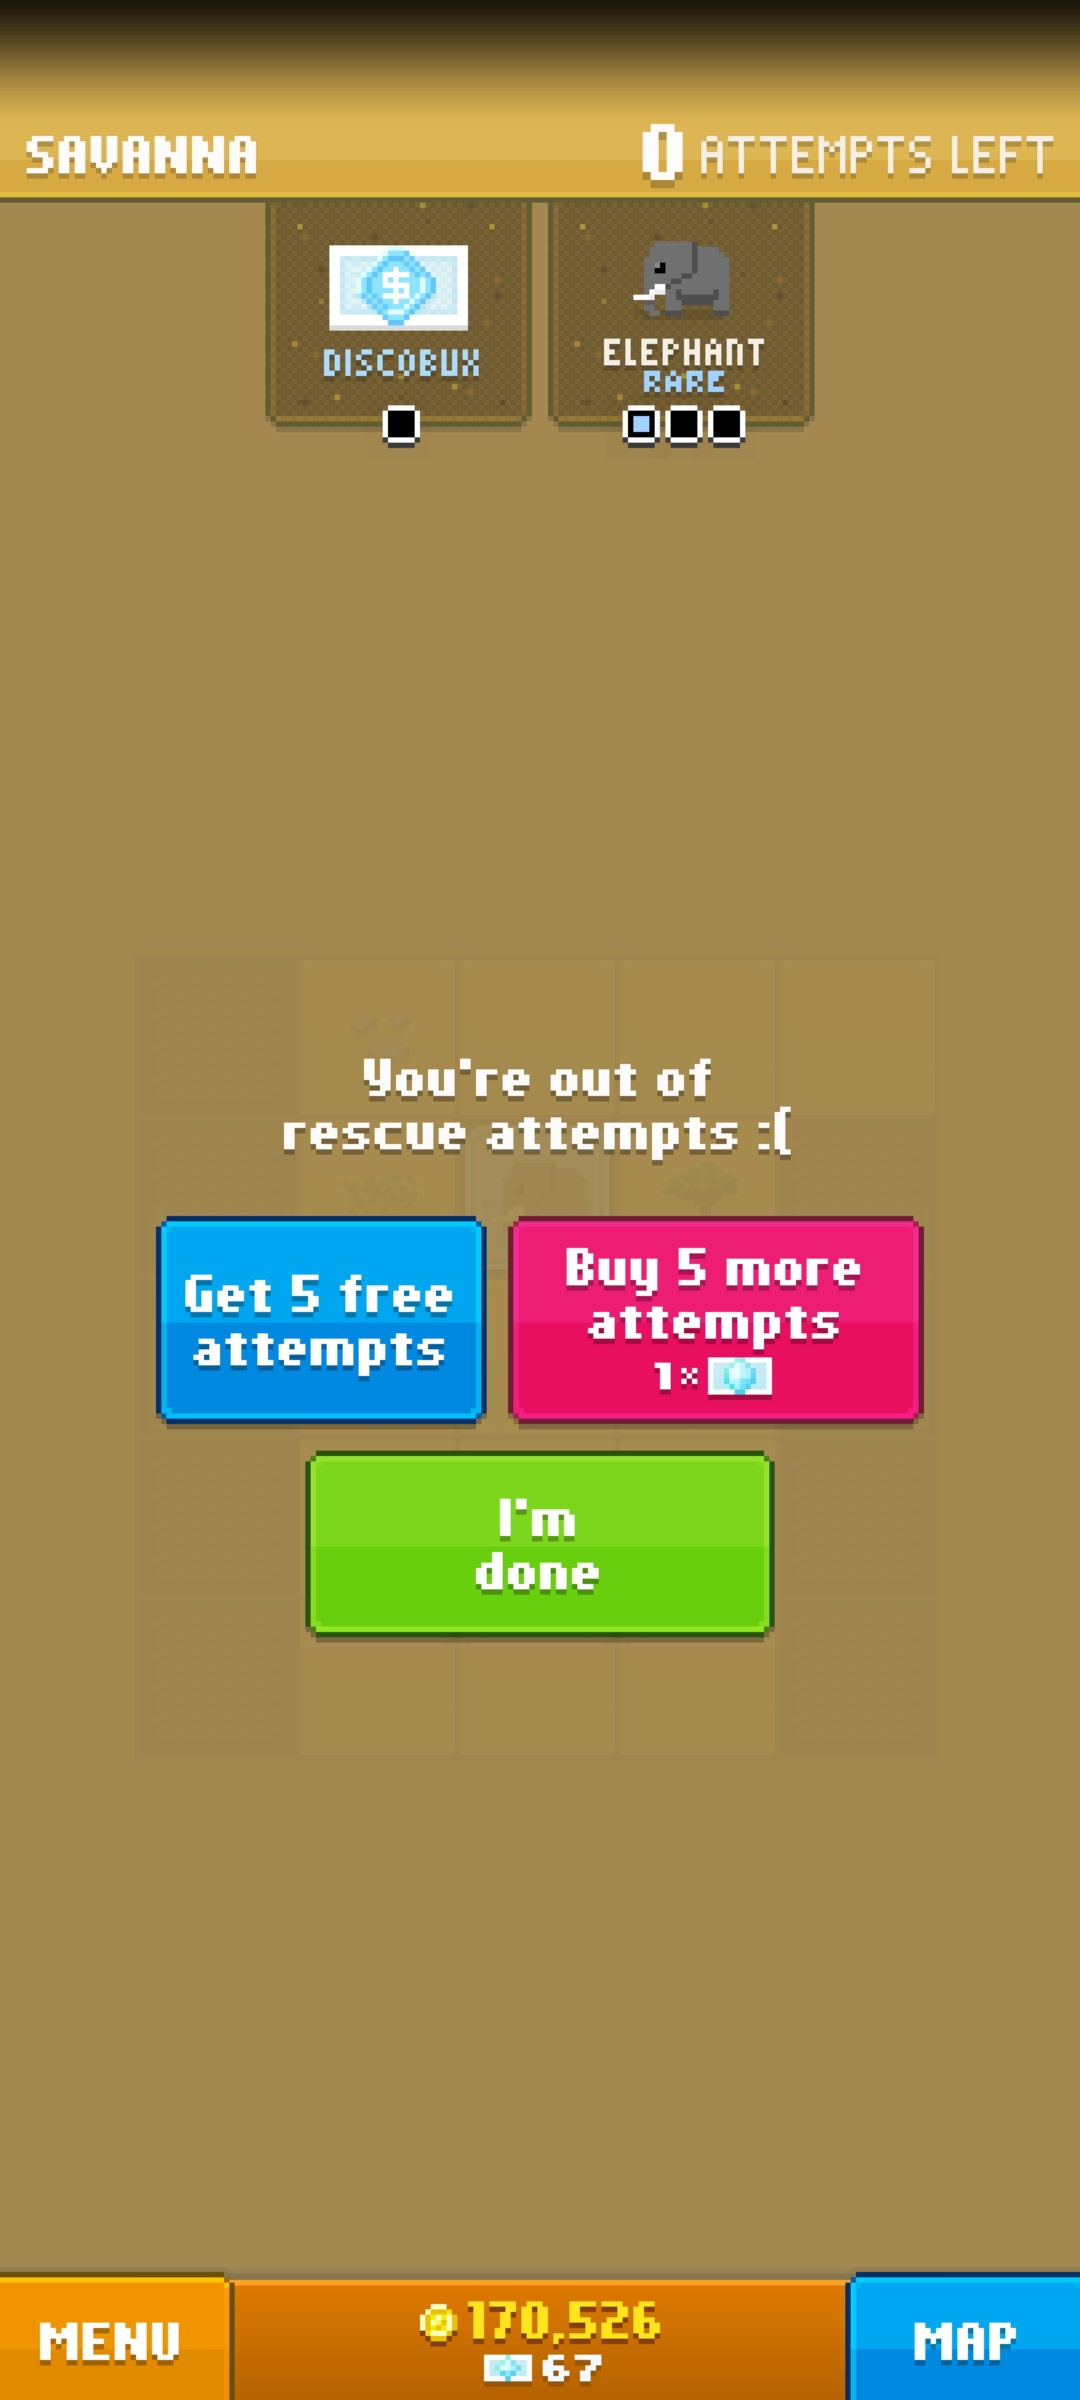 SAVANNA
0 ATTEMPTS LEFT
$
DISCOBUX
ELEPHANT
RARE
You're out of
rescue attempts :(
Get 5 free
attempts
Buy 5 more
attempts
1×
I'm
done
MENU
170,526
67
MAP